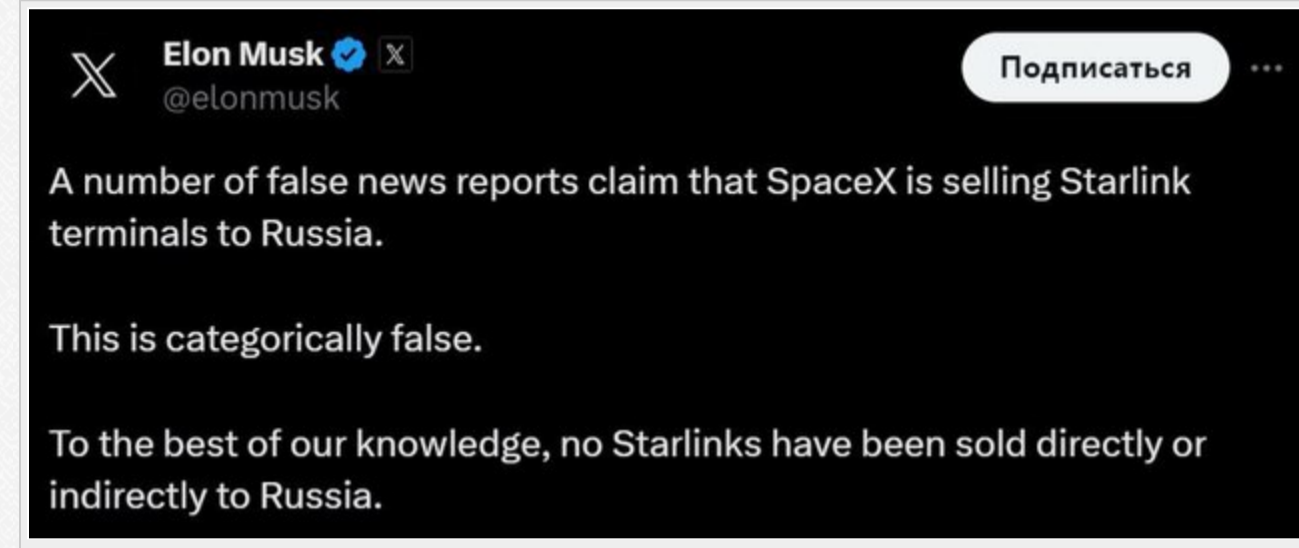 Elon Musk
@elonmusk
Подписаться
A number of false news reports claim that SpaceX is selling Starlink
terminals to Russia.
This is categorically false.
To the best of our knowledge, no Starlinks have been sold directly or
indirectly to Russia.